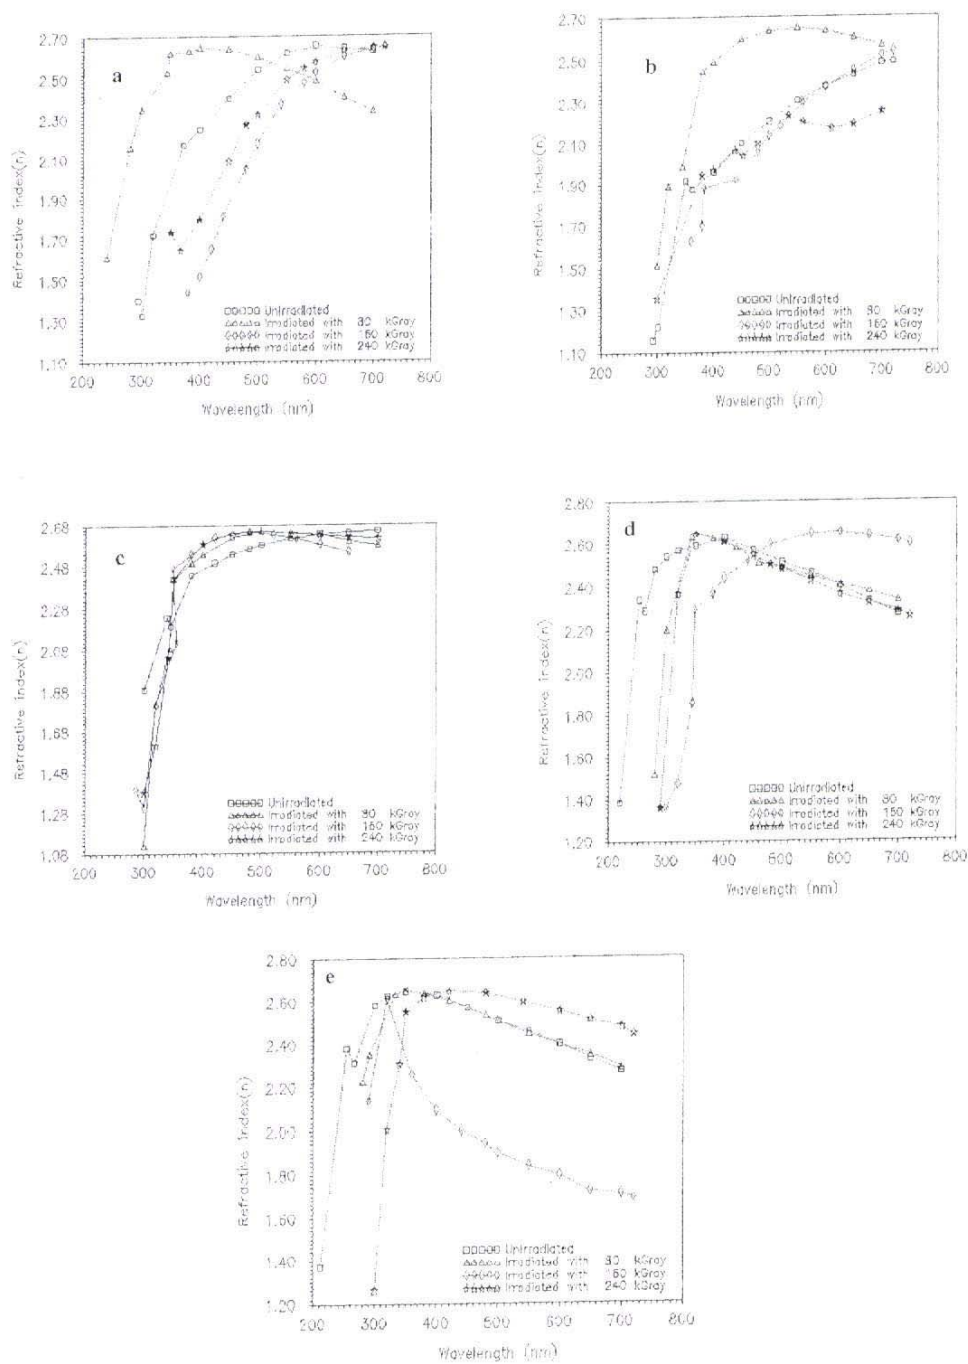 a
2.70
2.50
2.30
2.10
1.90
1.70
1.50
1.30
1.10
Refractive index(n)
Unirradiated
Irradiated with 80 kGray
Irradiated with 160 kGray
Irradiated with 240 kGray
200 300 400 500 600 700 800
Wavelength (nm)
b
2.70
2.50
2.30
2.10
1.90
1.70
1.50
1.30
1.10
Refractive index(n)
Unirradiated
Irradiated with 80 kGray
Irradiated with 160 kGray
Irradiated with 240 kGray
200 300 400 500 600 700 800
Wavelength (nm)
c
2.68
2.48
2.28
2.08
1.88
1.68
1.48
1.28
1.08
Refractive index(n)
Unirradiated
Irradiated with 80 kGray
Irradiated with 160 kGray
Irradiated with 240 kGray
200 300 400 500 600 700 800
Wavelength (nm)
d
2.80
2.60
2.40
2.20
2.00
1.80
1.60
1.40
1.20
Refractive index(n)
Unirradiated
Irradiated with 80 kGray
Irradiated with 160 kGray
Irradiated with 240 kGray
200 300 400 500 600 700 800
Wavelength (nm)
e
2.80
2.60
2.40
2.20
2.00
1.80
1.60
1.40
1.20
Refractive index(n)
Unirradiated
Irradiated with 80 kGray
Irradiated with 160 kGray
Irradiated with 240 kGray
200 300 400 500 600 700 800
Wavelength (nm)